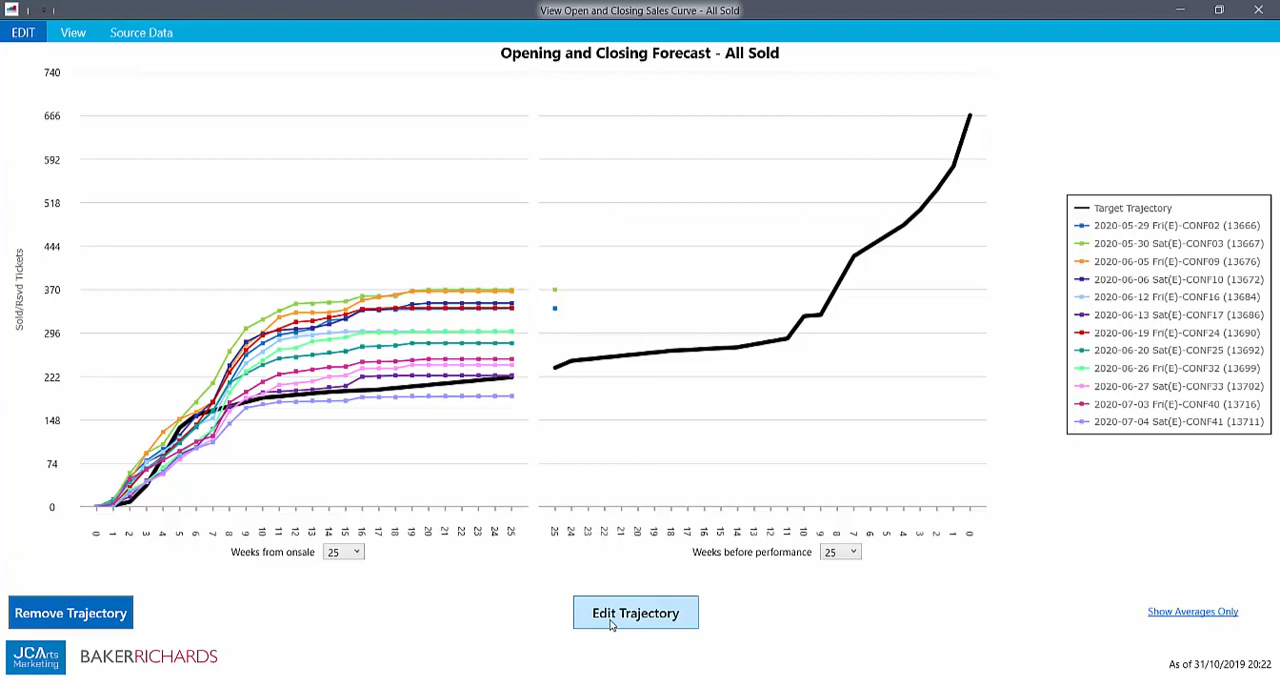 View Open and Closing Sales Curve - All Sold
EDIT View Source Data
Opening and Closing Forecast - All Sold
740
666
592
518
444
370
296
222
148
74
0
Sold/Rsvd Tickets
0 1 2 3 4 5 6 7 8 9 10 11 12 13 14 15 16 17 18 19 20 21 22 23 24 25
25 24 23 22 21 20 19 18 17 16 15 14 13 12 11 10 9 8 7 6 5 4 3 2 1 0
Weeks from onsale 25
Weeks before performance 25
Target Trajectory
2020-05-29 Fri(E)-CONF02 (13666)
2020-05-30 Sat(E)-CONF03 (13667)
2020-06-05 Fri(E)-CONF09 (13676)
2020-06-06 Sat(E)-CONF10 (13672)
2020-06-12 Fri(E)-CONF16 (13684)
2020-06-13 Sat(E)-CONF17 (13686)
2020-06-19 Fri(E)-CONF24 (13690)
2020-06-20 Sat(E)-CONF25 (13692)
2020-06-26 Fri(E)-CONF32 (13699)
2020-06-27 Sat(E)-CONF33 (13702)
2020-07-03 Fri(E)-CONF40 (13716)
2020-07-04 Sat(E)-CONF41 (13711)
Remove Trajectory
Edit Trajectory
Show Averages Only
JCArts
Marketing
BAKERRICHARDS
As of 31/10/2019 20:22